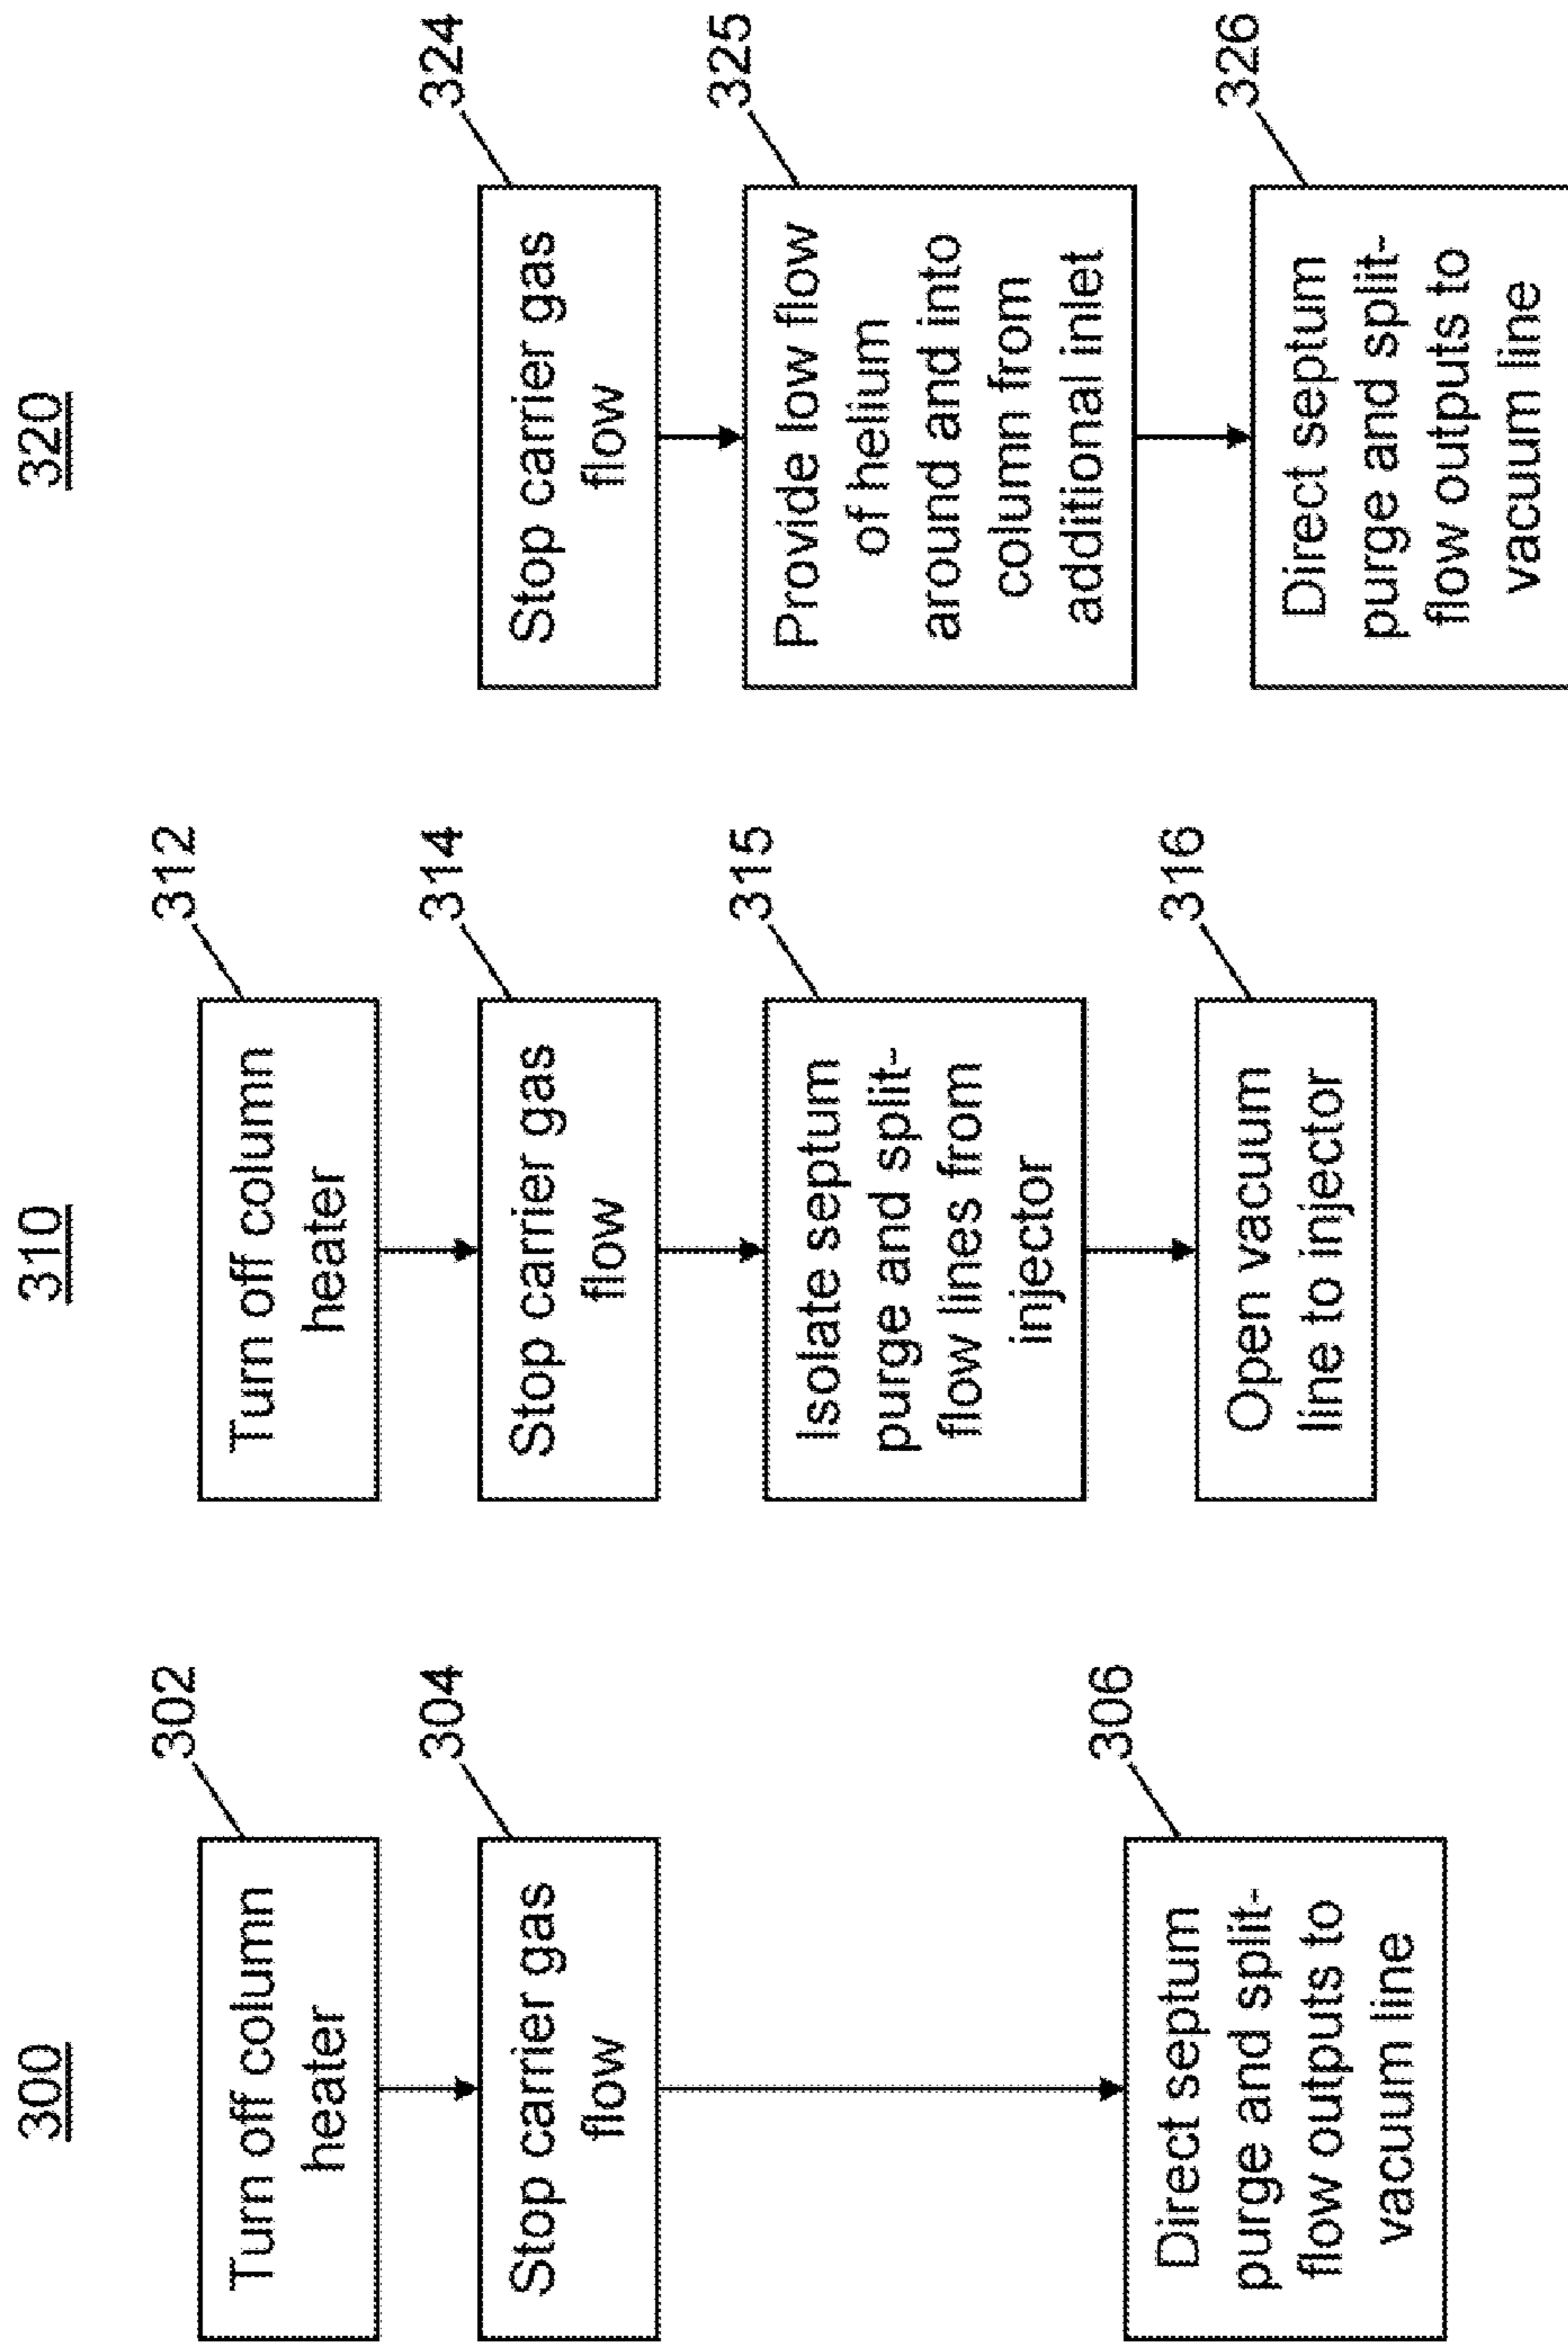 300
302
Turn off column
heater
304
Stop carrier gas
flow
306
Direct septum
purge and split-
flow outputs to
vacuum line
310
312
Turn off column
heater
314
Stop carrier gas
flow
315
Isolate septum
purge and split-
flow lines from
injector
316
Open vacuum
line to injector
320
324
Stop carrier gas
flow
325
Provide low flow
of helium
around and into
column from
additional inlet
326
Direct septum
purge and split-
flow outputs to
vacuum line